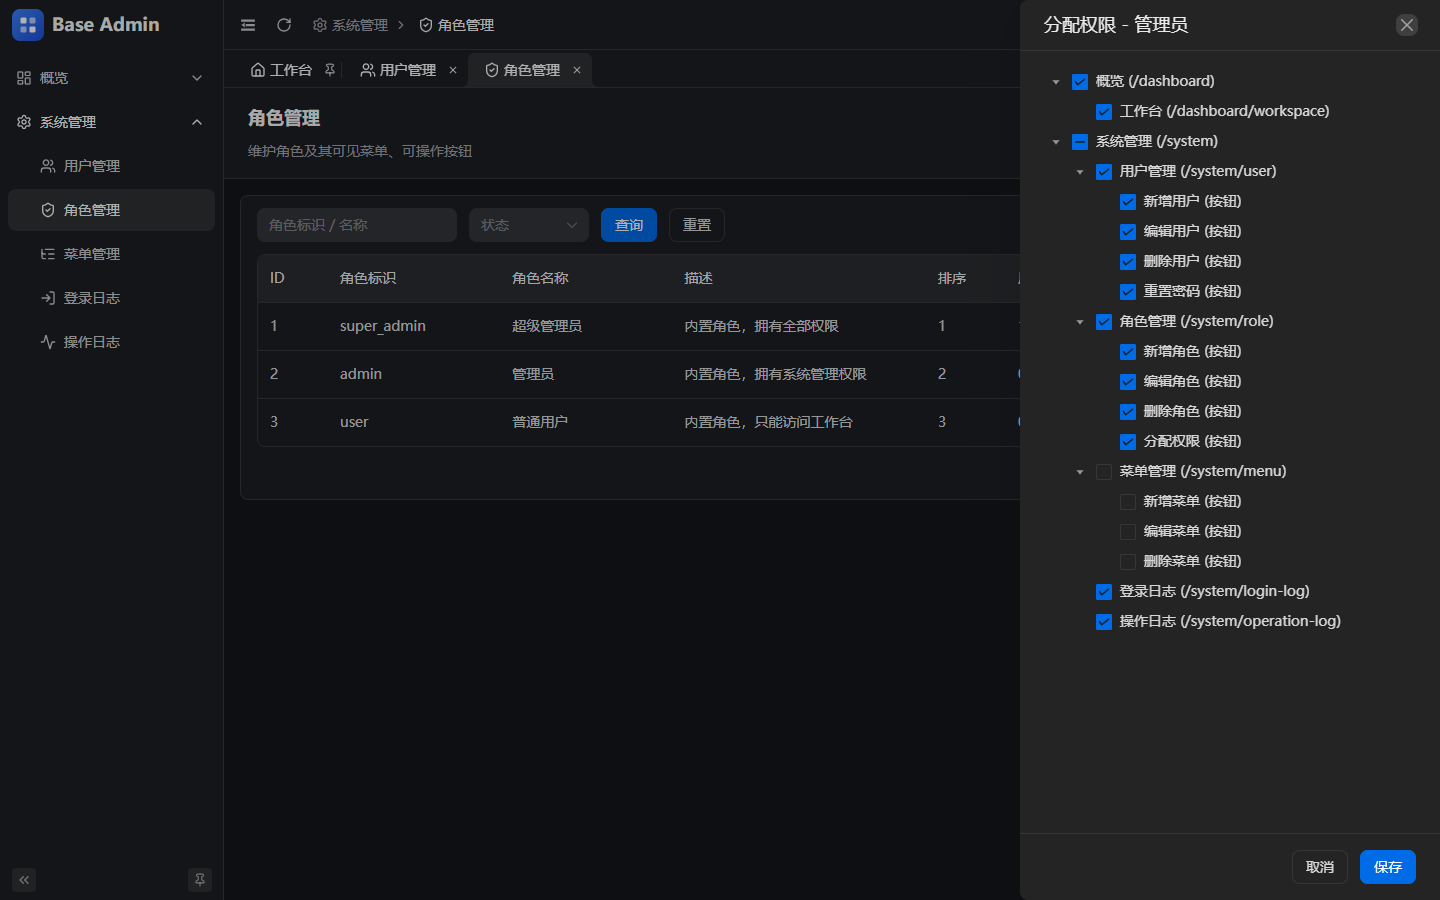 Base Admin
概览
系统管理
用户管理
角色管理
菜单管理
登录日志
操作日志
系统管理
角色管理
工作台
用户管理
角色管理
角色管理
维护角色及其可见菜单、可操作按钮
角色标识 / 名称
状态
查询
重置
ID 角色标识 角色名称 描述 排序
1 super_admin 超级管理员 内置角色，拥有全部权限 1
2 admin 管理员 内置角色，拥有系统管理权限 2
3 user 普通用户 内置角色，只能访问工作台 3
分配权限 - 管理员
概览 (/dashboard)
工作台 (/dashboard/workspace)
系统管理 (/system)
用户管理 (/system/user)
新增用户 (按钮)
编辑用户 (按钮)
删除用户 (按钮)
重置密码 (按钮)
角色管理 (/system/role)
新增角色 (按钮)
编辑角色 (按钮)
删除角色 (按钮)
分配权限 (按钮)
菜单管理 (/system/menu)
新增菜单 (按钮)
编辑菜单 (按钮)
删除菜单 (按钮)
登录日志 (/system/login-log)
操作日志 (/system/operation-log)
取消
保存